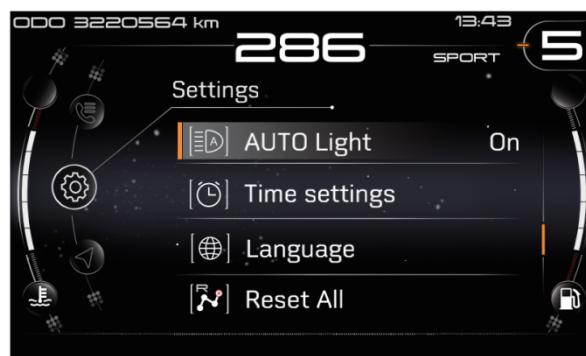 ODO 3220564 km
13:43
286
SPORT
5
Settings
A
AUTO Light On
Time settings
Language
R
Reset All